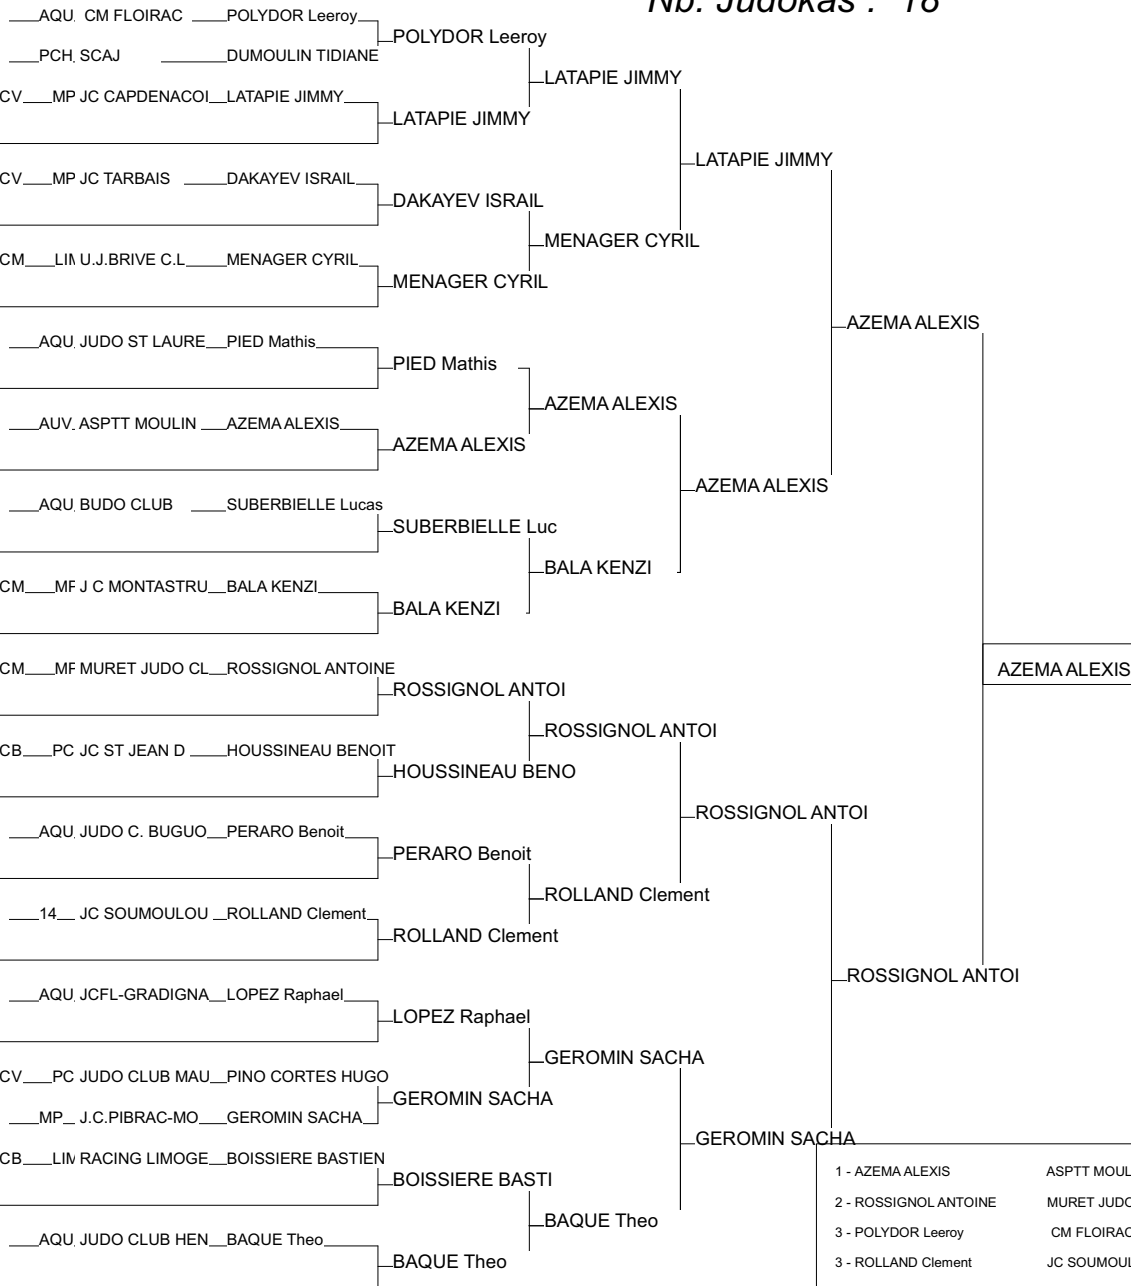 Nb. Judokas : 18
AQU CM FLOIRAC POLYDOR Leeroy
POLYDOR Leeroy
PCH SCAJ DUMOULIN TIDIANE
LATAPIE JIMMY
CV MP JC CAPDENACOI LATAPIE JIMMY
LATAPIE JIMMY
LATAPIE JIMMY
CV MP JC TARBAIS DAKAYEV ISRAIL
DAKAYEV ISRAIL
MENAGER CYRIL
CM LIM U.J.BRIVE C.L MENAGER CYRIL
MENAGER CYRIL
AZEMA ALEXIS
AQU JUDO ST LAURE PIED Mathis
PIED Mathis
AZEMA ALEXIS
AUV ASPTT MOULIN AZEMA ALEXIS
AZEMA ALEXIS
AZEMA ALEXIS
AQU BUDO CLUB SUBERBIELLE Lucas
SUBERBIELLE Luc
BALA KENZI
CM MP J C MONTASTRU BALA KENZI
BALA KENZI
CM MP MURET JUDO CL ROSSIGNOL ANTOINE
AZEMA ALEXIS
ROSSIGNOL ANTOI
ROSSIGNOL ANTOI
CB PC JC ST JEAN D HOUSSINEAU BENOIT
HOUSSINEAU BENO
ROSSIGNOL ANTOI
AQU JUDO C. BUGUO PERARO Benoit
PERARO Benoit
ROLLAND Clement
14 JC SOUMOULOU ROLLAND Clement
ROLLAND Clement
ROSSIGNOL ANTOI
AQU JCFL-GRADIGNA LOPEZ Raphael
LOPEZ Raphael
GEROMIN SACHA
CV PC JUDO CLUB MAU PINO CORTES HUGO
GEROMIN SACHA
MP J.C.PIBRAC-MO GEROMIN SACHA
GEROMIN SACHA
CB LIM RACING LIMOGE BOISSIERE BASTIEN
BOISSIERE BASTI
BAQUE Theo
AQU JUDO CLUB HEN BAQUE Theo
BAQUE Theo
1 - AZEMA ALEXIS ASPTT MOUL
2 - ROSSIGNOL ANTOINE MURET JUDO
3 - POLYDOR Leeroy CM FLOIRAC
3 - ROLLAND Clement JC SOUMOUL